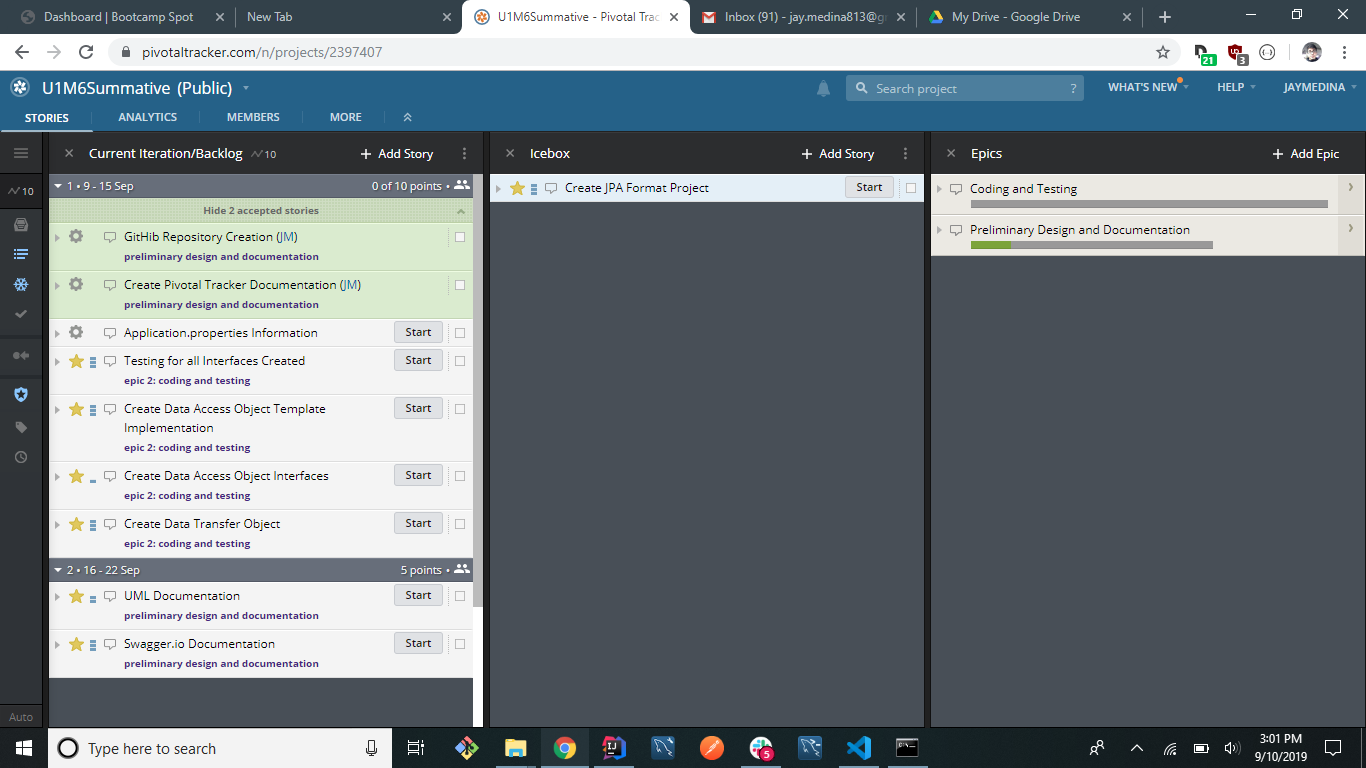 Dashboard | Bootcamp Spot
New Tab
U1M6Summative - Pivotal Trac
Inbox (91) - jay.medina813@g
My Drive - Google Drive
pivotaltracker.com/n/projects/2397407
21
3
U1M6Summative (Public)
Search project
?
WHAT'S NEW
HELP
JAYMEDINA
STORIES
ANALYTICS
MEMBERS
MORE
Current Iteration/Backlog
10
+ Add Story
Icebox
+ Add Story
Epics
+ Add Epic
10
1 • 9 - 15 Sep
0 of 10 points •
Hide 2 accepted stories
GitHib Repository Creation (JM)
preliminary design and documentation
Create Pivotal Tracker Documentation (JM)
preliminary design and documentation
Application.properties Information
Start
Testing for all Interfaces Created
Start
epic 2: coding and testing
Create Data Access Object Template
Start
Implementation
epic 2: coding and testing
Create Data Access Object Interfaces
Start
epic 2: coding and testing
Create Data Transfer Object
Start
epic 2: coding and testing
2 • 16 - 22 Sep
5 points •
UML Documentation
Start
preliminary design and documentation
Swagger.io Documentation
Start
preliminary design and documentation
Create JPA Format Project
Start
Coding and Testing
Preliminary Design and Documentation
Auto
Type here to search
5
3:01 PM
9/10/2019